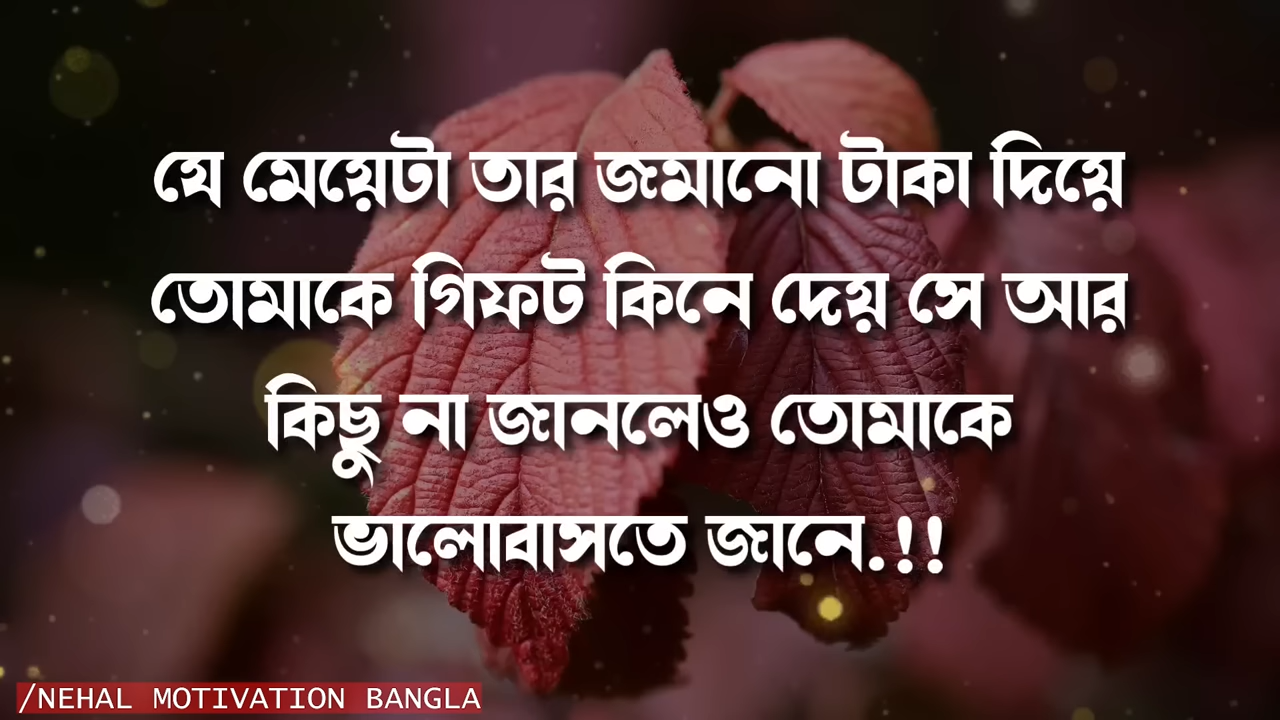 যে মেয়েটা তার জমানো টাকা দিয়ে
তোমাকে গিফট কিনে দেয় সে আর
কিছু না জানলেও তোমাকে
ভালোবাসতে জানে.!!
/NEHAL MOTIVATION BANGLA